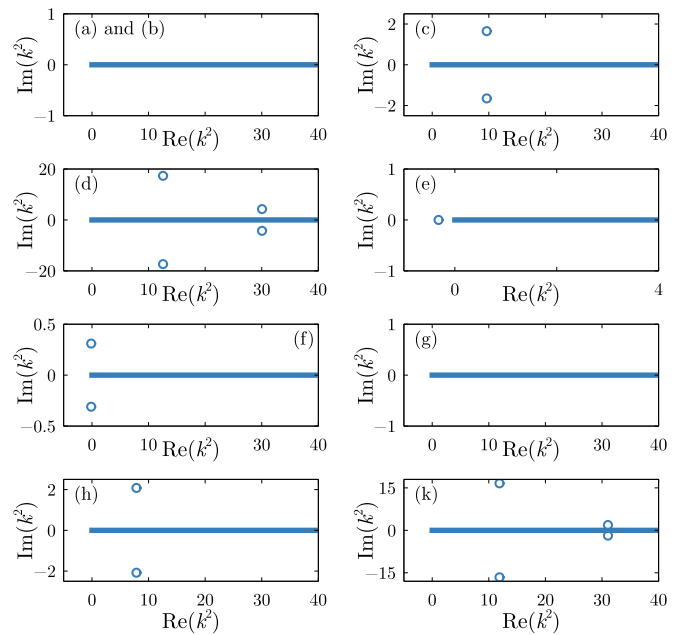 1
(a) and (b)
Im(k²)
0
−1
0 10 Re(k²) 30 40
2
(c)
Im(k²)
0
−2
0 10 Re(k²) 30 40
20
(d)
Im(k²)
0
−20
0 10 Re(k²) 30 40
1
(e)
Im(k²)
0
−1
0 Re(k²) 4
0.5
(f)
Im(k²)
0
−0.5
0 10 Re(k²) 30 40
1
(g)
Im(k²)
0
−1
0 10 Re(k²) 30 40
2
(h)
Im(k²)
0
−2
0 10 20 30 40
Re(k²)
15
(k)
Im(k²)
0
−15
0 10 20 30 40
Re(k²)